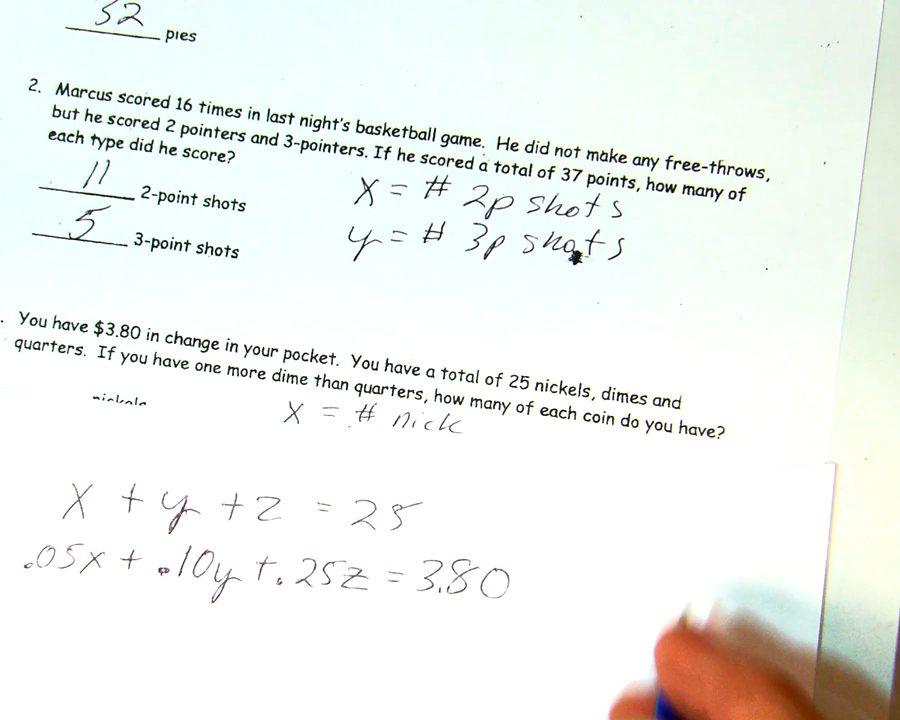 52
pies
2. Marcus scored 16 times in last night's basketball game. He did not make any free-throws,
but he scored 2 pointers and 3-pointers. If he scored a total of 37 points, how many of
each type did he score?
11 2-point shots
5 3-point shots
x = # 2p shots
y = # 3p shots
. You have $3.80 in change in your pocket. You have a total of 25 nickels, dimes and
quarters. If you have one more dime than quarters, how many of each coin do you have?
nickels
x = # nick
x + y + z = 25
.05x + .10y + .25z = 3.80